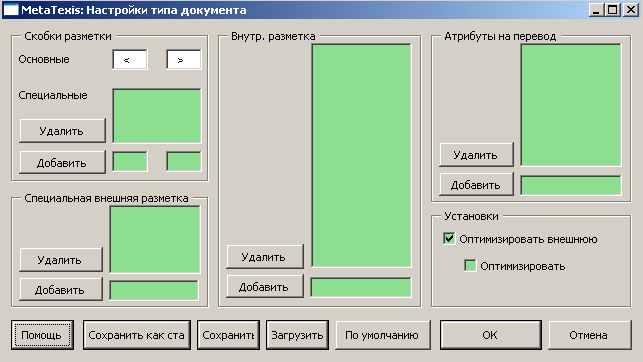 MetaTexis: Настройки типа документа
Скобки разметки
Основные < >
Специальные
Удалить
Добавить
Специальная внешняя разметка
Удалить
Добавить
Внутр. разметка
Удалить
Добавить
Атрибуты на перевод
Удалить
Добавить
Установки
Оптимизировать внешнюю
Оптимизировать
Помощь Сохранить как ста Сохранить Загрузить По умолчанию OK Отмена